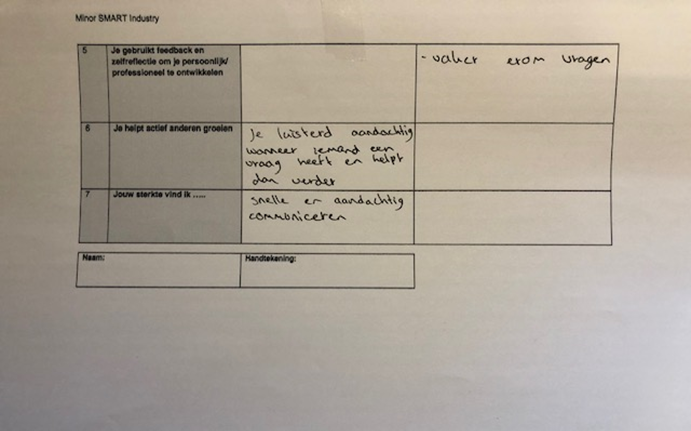 Minor SMART Industry
5 Je gebruikt feedback en
zelfreflectie om je persoonlijk/
professioneel te ontwikkelen
- vaker erom vragen
6 Je helpt actief anderen groeien
Je luisterd aandachtig
wanneer iemand een
vraag heeft en helpt
dan verder
7 Jouw sterkte vind ik .....
snelle en aandachtig
communiceren
Naam: Handtekening: